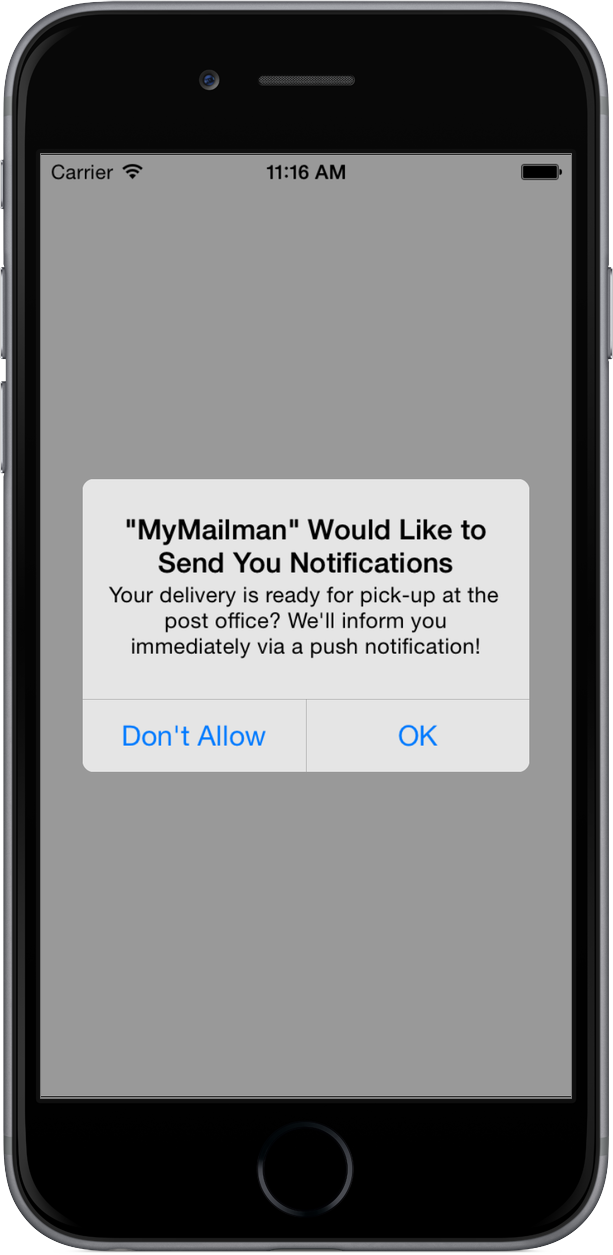 Carrier 11:16 AM
"MyMailman" Would Like to
Send You Notifications
Your delivery is ready for pick-up at the
post office? We'll inform you
immediately via a push notification!
Don't Allow OK